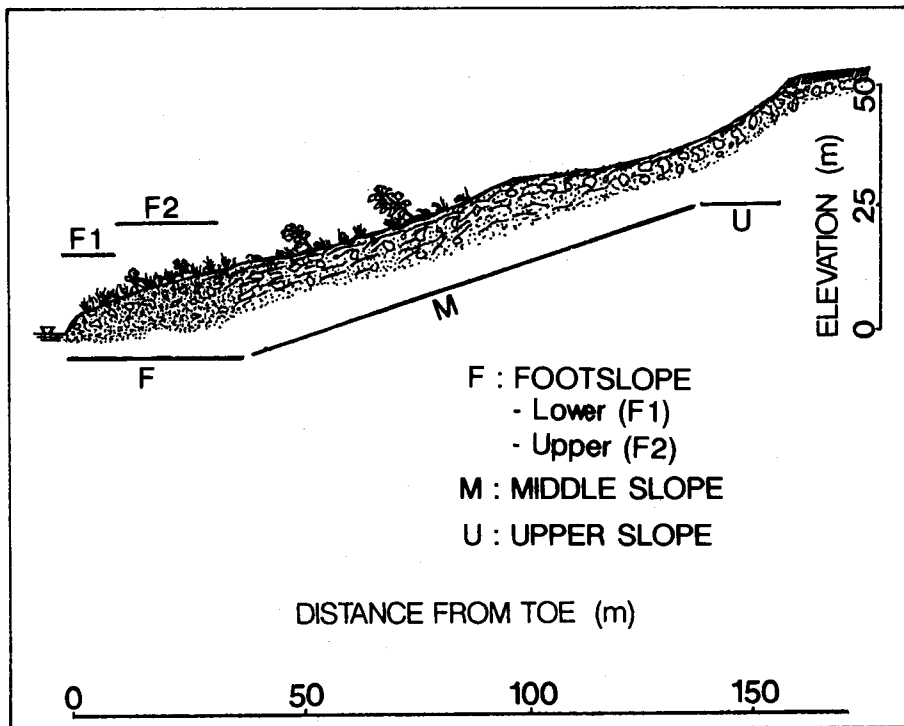 F2
F1
U
M
F
50
25
0
ELEVATION (m)
F : FOOTSLOPE
- Lower (F1)
- Upper (F2)
M : MIDDLE SLOPE
U : UPPER SLOPE
DISTANCE FROM TOE (m)
0 50 100 150